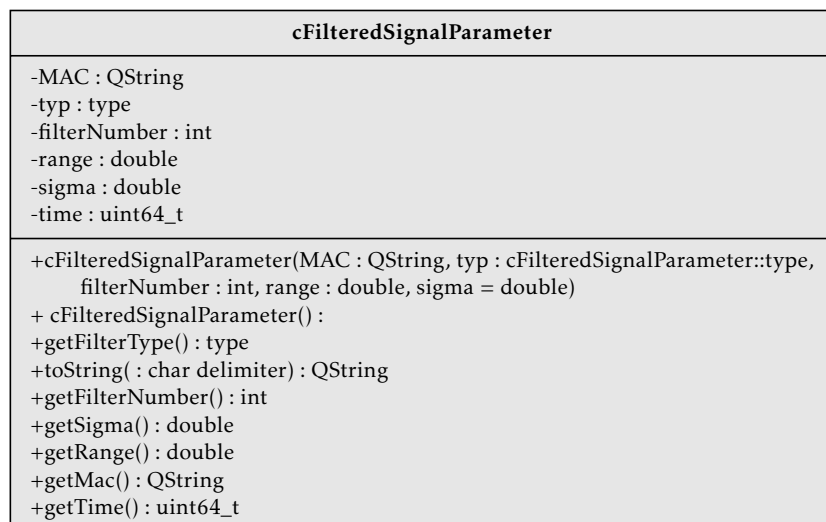 cFilteredSignalParameter
-MAC : QString
-typ : type
-filterNumber : int
-range : double
-sigma : double
-time : uint64_t
+cFilteredSignalParameter(MAC : QString, typ : cFilteredSignalParameter::type,
filterNumber : int, range : double, sigma = double)
+ cFilteredSignalParameter() :
+getFilterType() : type
+toString( : char delimiter) : QString
+getFilterNumber() : int
+getSigma() : double
+getRange() : double
+getMac() : QString
+getTime() : uint64_t